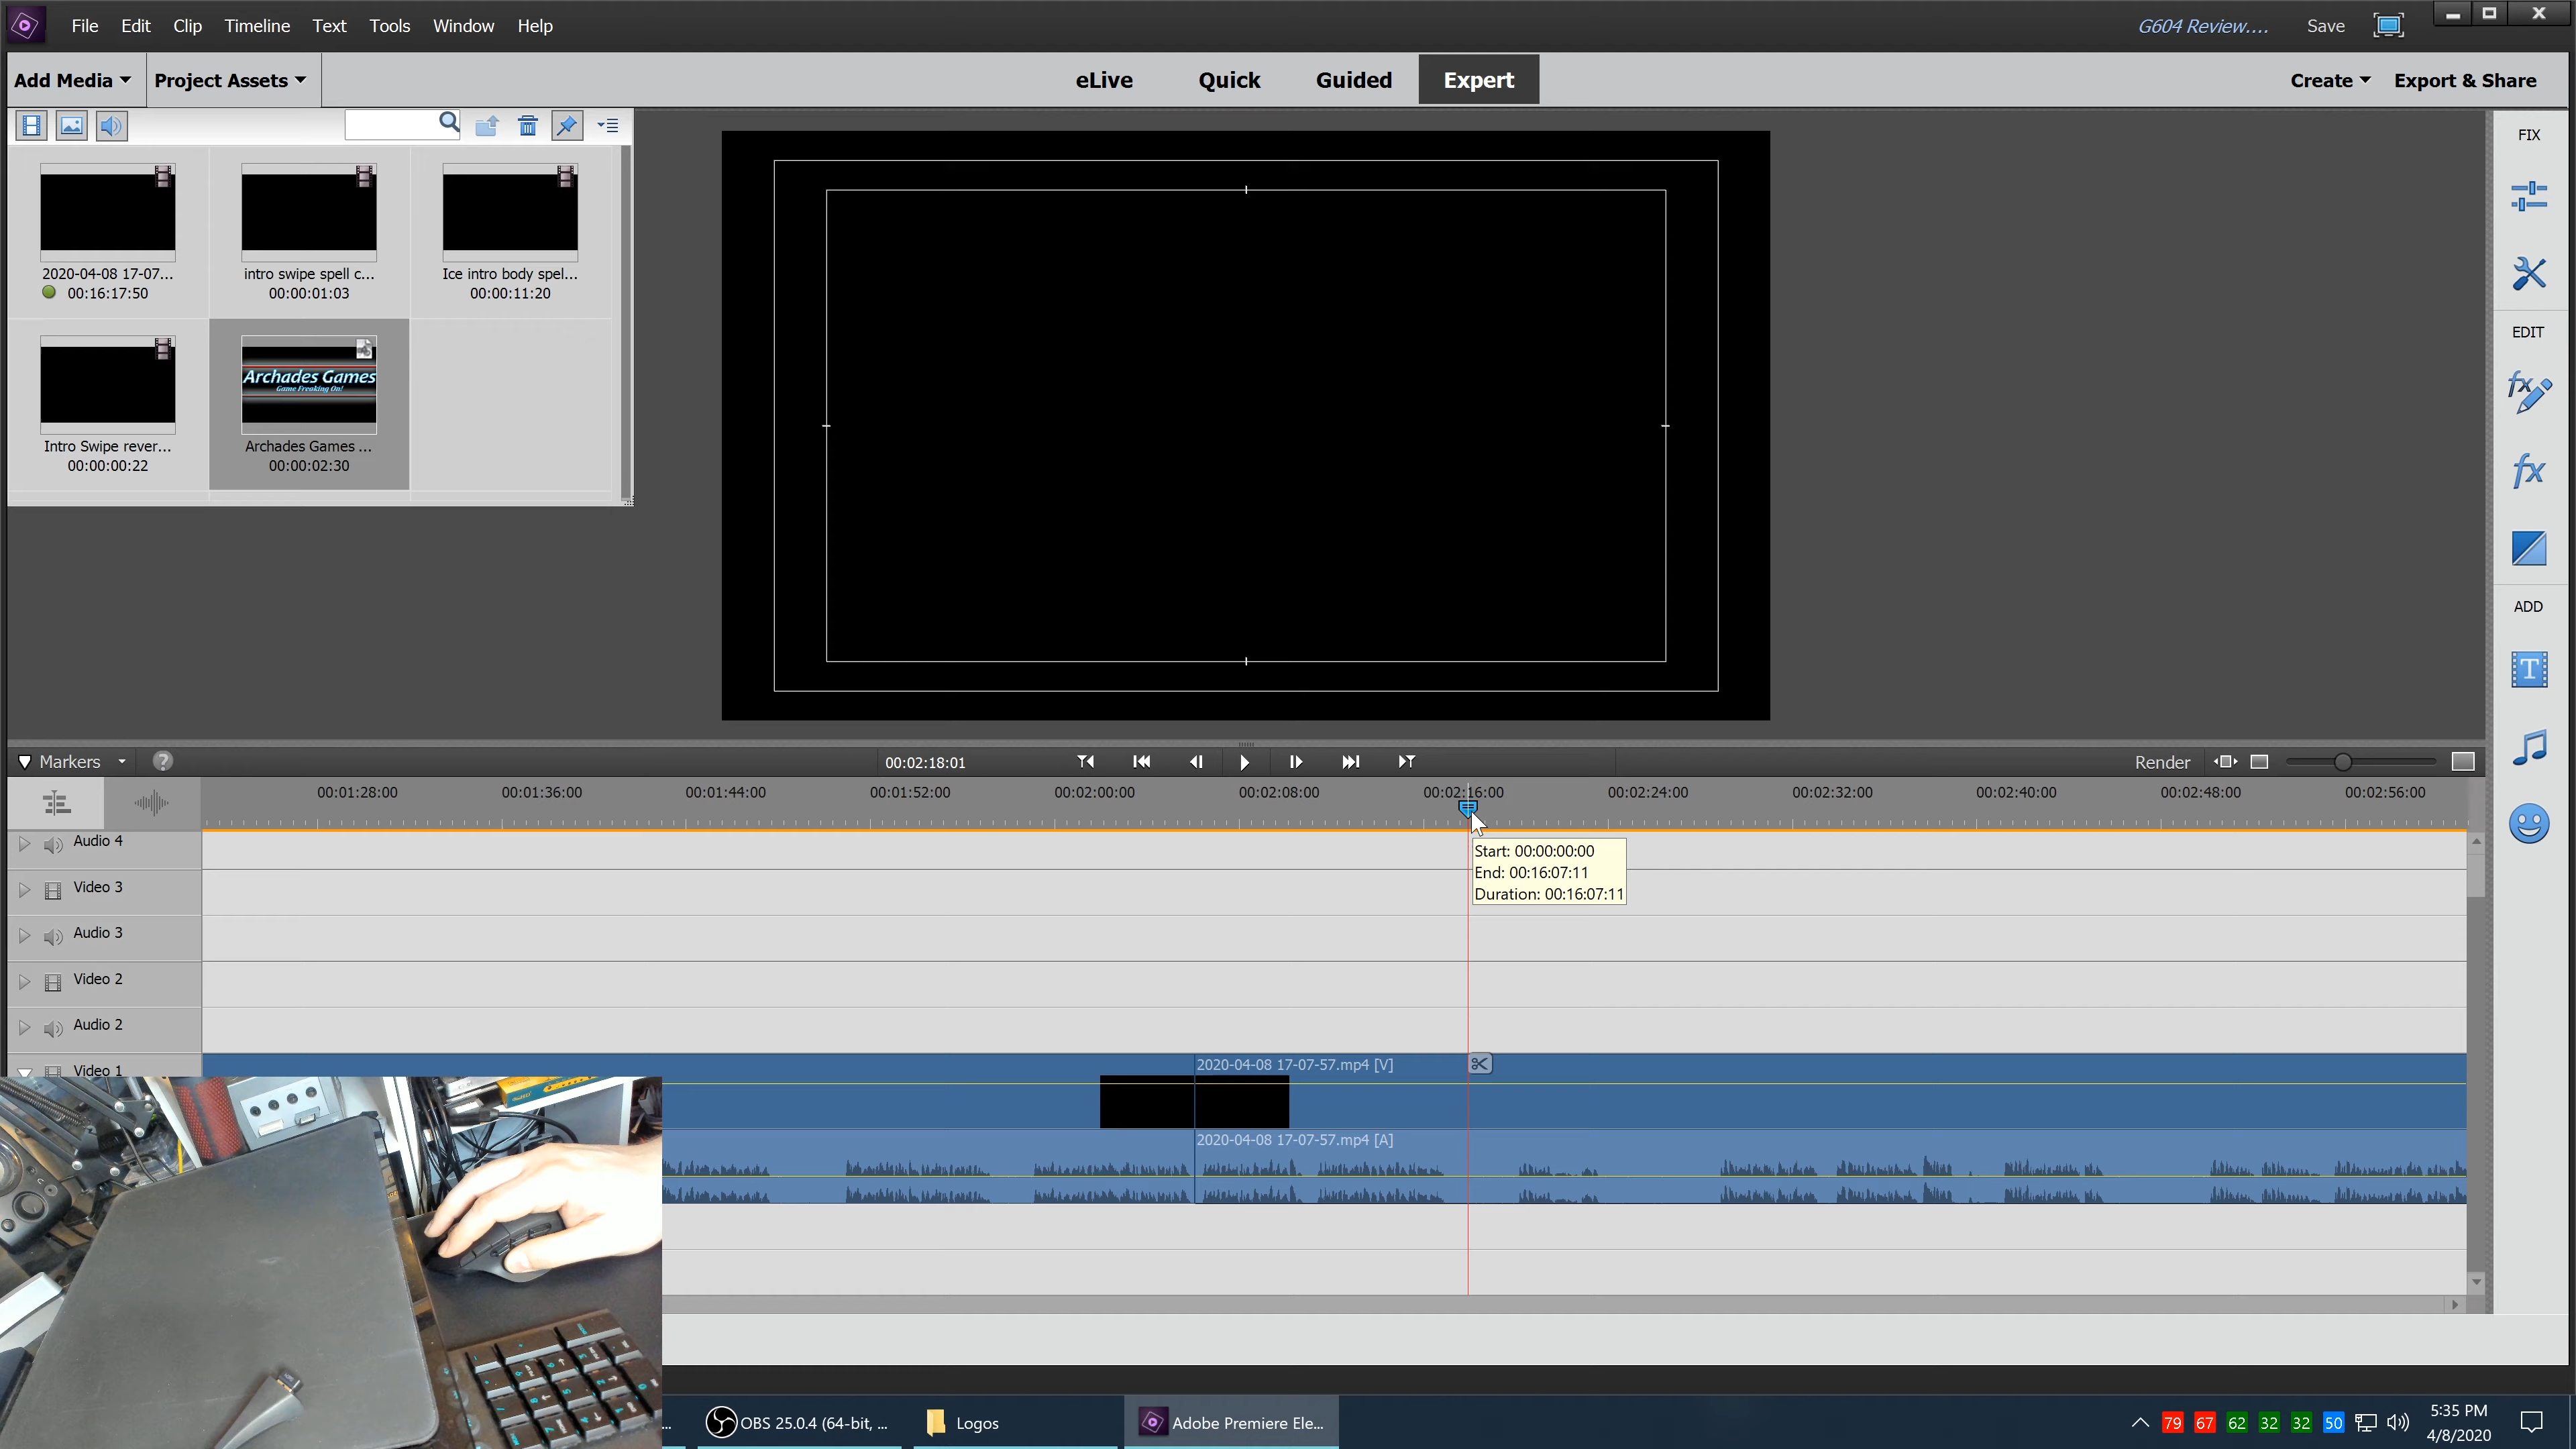 File Edit Clip Timeline Text Tools Window Help
G604 Review.... Save
Add Media Project Assets
eLive Quick Guided Expert
Create Export & Share
FIX
2020-04-08 17-07...
00:16:17:50
intro swipe spell c...
00:00:01:03
Ice intro body spel...
00:00:11:20
EDIT
Archades Games
Game Freaking On!
Intro Swipe rever...
00:00:00:22
Archades Games ...
00:00:02:30
fx
fx
ADD
T
Markers ? 00:02:18:01 Render
00:01:28:00 00:01:36:00 00:01:44:00 00:01:52:00 00:02:00:00 00:02:08:00 00:02:16:00 00:02:24:00 00:02:32:00 00:02:40:00 00:02:48:00 00:02:56:00
Audio 4
Start: 00:00:00:00
End: 00:16:07:11
Duration: 00:16:07:11
Video 3
Audio 3
Video 2
Audio 2
Video 1
2020-04-08 17-07-57.mp4 [V]
2020-04-08 17-07-57.mp4 [A]
... OBS 25.0.4 (64-bit, ... Logos Adobe Premiere Ele...
79 67 62 32 32 50
5:35 PM
4/8/2020